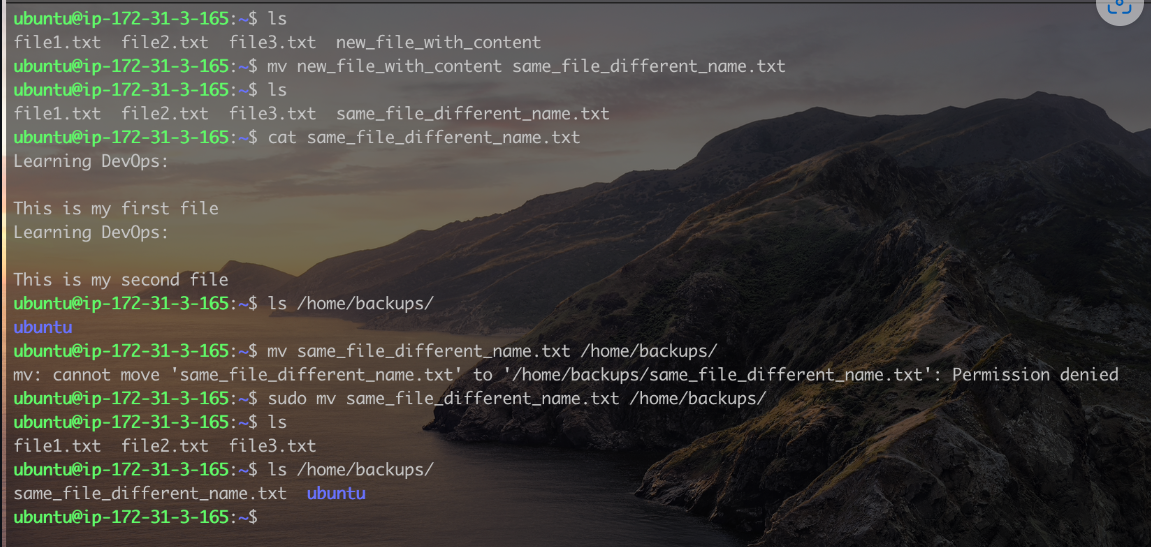 ubuntu@ip-172-31-3-165:~$ ls
file1.txt  file2.txt  file3.txt  new_file_with_content
ubuntu@ip-172-31-3-165:~$ mv new_file_with_content same_file_different_name.txt
ubuntu@ip-172-31-3-165:~$ ls
file1.txt  file2.txt  file3.txt  same_file_different_name.txt
ubuntu@ip-172-31-3-165:~$ cat same_file_different_name.txt
Learning DevOps:

This is my first file
Learning DevOps:

This is my second file
ubuntu@ip-172-31-3-165:~$ ls /home/backups/
ubuntu
ubuntu@ip-172-31-3-165:~$ mv same_file_different_name.txt /home/backups/
mv: cannot move 'same_file_different_name.txt' to '/home/backups/same_file_different_name.txt': Permission denied
ubuntu@ip-172-31-3-165:~$ sudo mv same_file_different_name.txt /home/backups/
ubuntu@ip-172-31-3-165:~$ ls
file1.txt  file2.txt  file3.txt
ubuntu@ip-172-31-3-165:~$ ls /home/backups/
same_file_different_name.txt  ubuntu
ubuntu@ip-172-31-3-165:~$